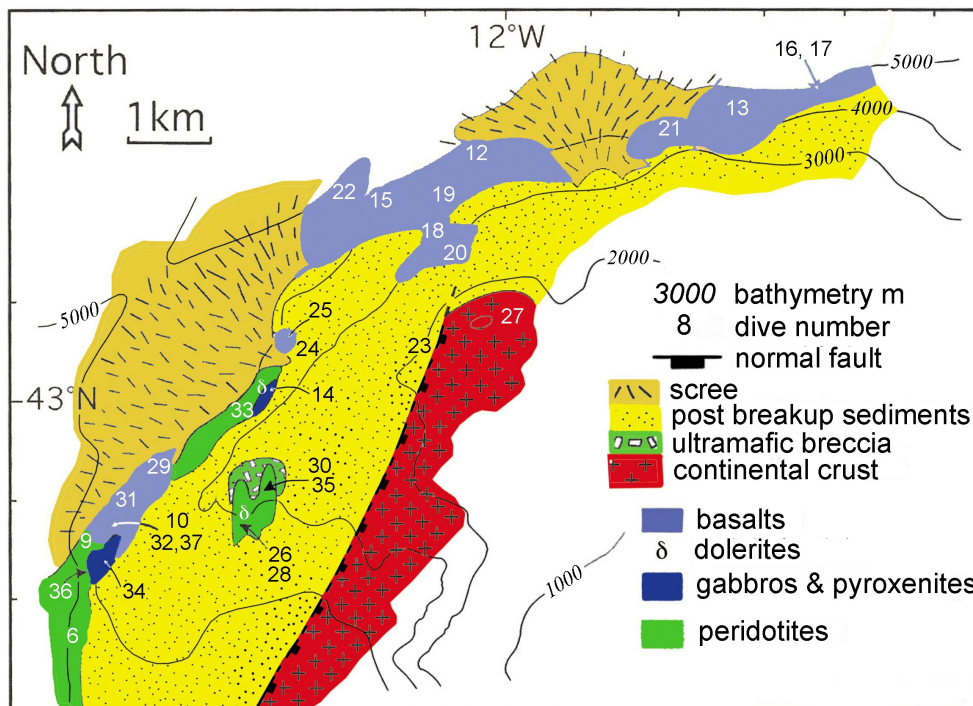 12°W
16, 17
5000
North
1km
13
4000
21
12
3000
22
15
19
18
20
2000
5000
25
24
23
27
3000 bathymetry m
8 dive number
normal fault
43°N
δ
14
33
scree
post breakup sediments
ultramafic breccia
continental crust
29
30
35
31
10
32,37
δ
9
26
28
34
36
6
1000
basalts
δ dolerites
gabbros & pyroxenites
peridotites